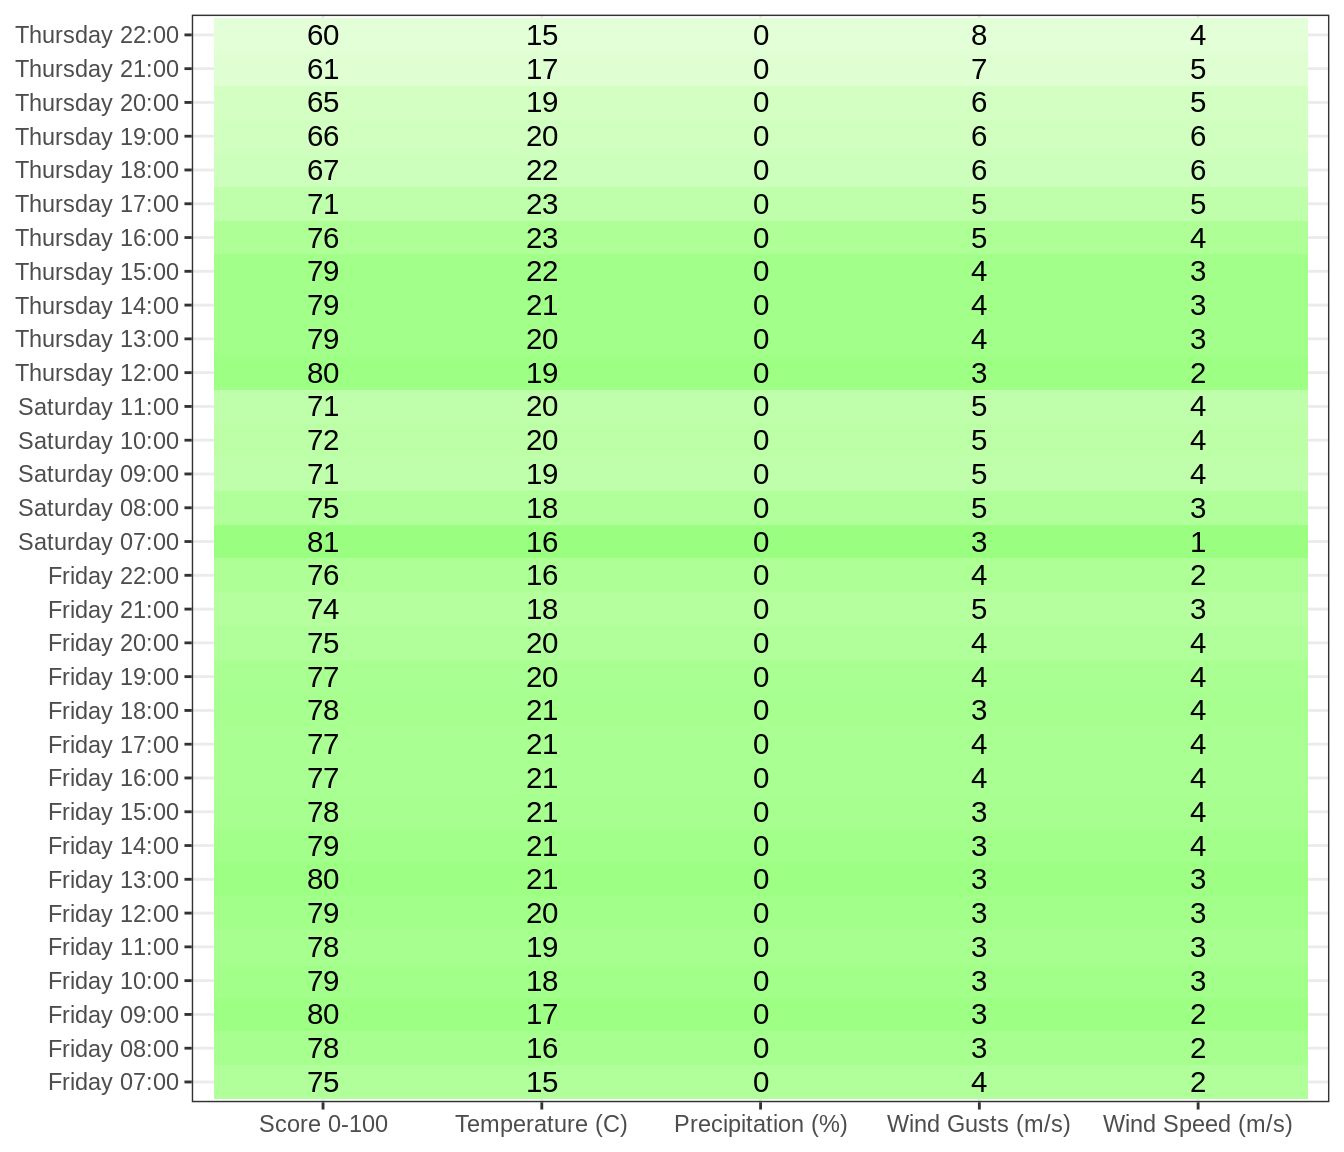 Thursday 22:00 60 15 0 8 4
Thursday 21:00 61 17 0 7 5
Thursday 20:00 65 19 0 6 5
Thursday 19:00 66 20 0 6 6
Thursday 18:00 67 22 0 6 6
Thursday 17:00 71 23 0 5 5
Thursday 16:00 76 23 0 5 4
Thursday 15:00 79 22 0 4 3
Thursday 14:00 79 21 0 4 3
Thursday 13:00 79 20 0 4 3
Thursday 12:00 80 19 0 3 2
Saturday 11:00 71 20 0 5 4
Saturday 10:00 72 20 0 5 4
Saturday 09:00 71 19 0 5 4
Saturday 08:00 75 18 0 5 3
Saturday 07:00 81 16 0 3 1
Friday 22:00 76 16 0 4 2
Friday 21:00 74 18 0 5 3
Friday 20:00 75 20 0 4 4
Friday 19:00 77 20 0 4 4
Friday 18:00 78 21 0 3 4
Friday 17:00 77 21 0 4 4
Friday 16:00 77 21 0 4 4
Friday 15:00 78 21 0 3 4
Friday 14:00 79 21 0 3 4
Friday 13:00 80 21 0 3 3
Friday 12:00 79 20 0 3 3
Friday 11:00 78 19 0 3 3
Friday 10:00 79 18 0 3 3
Friday 09:00 80 17 0 3 2
Friday 08:00 78 16 0 3 2
Friday 07:00 75 15 0 4 2
Score 0-100 Temperature (C) Precipitation (%) Wind Gusts (m/s) Wind Speed (m/s)